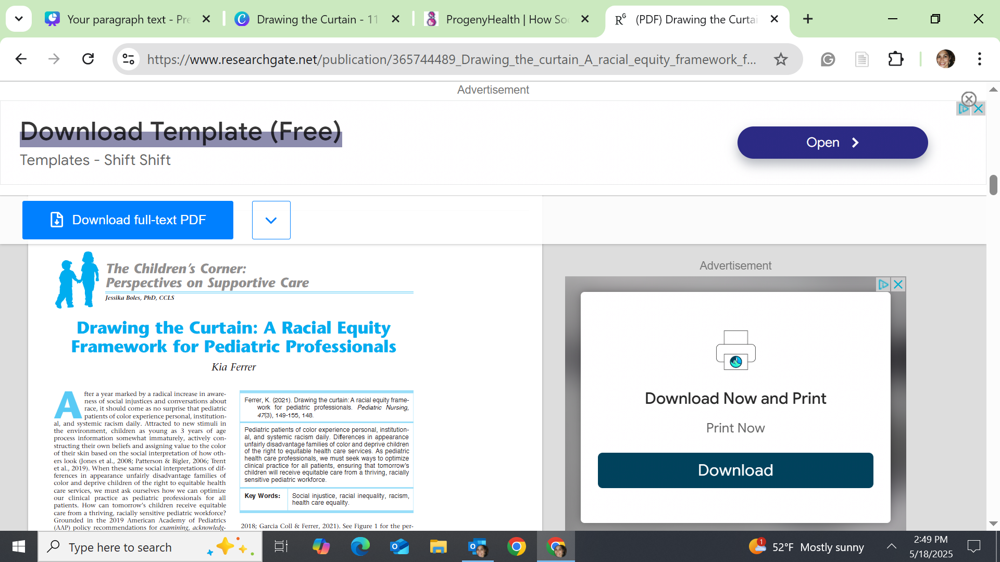 Your paragraph text - Pre
Drawing the Curtain - 11
ProgenyHealth | How So
(PDF) Drawing the Curtai
https://www.researchgate.net/publication/365744489_Drawing_the_curtain_A_racial_equity_framework_f...
Advertisement
Download Template (Free)
Templates - Shift Shift
Open
Download full-text PDF
The Children's Corner:
Perspectives on Supportive Care
Jessika Boles, PhD, CCLS
Drawing the Curtain: A Racial Equity
Framework for Pediatric Professionals
Kia Ferrer
After a year marked by a radical increase in aware-
ness of social injustices and conversations about
race, it should come as no surprise that pediatric
patients of color experience personal, institution-
al, and systemic racism daily. Attracted to new stimuli in
the environment, children as young as 3 years of age
process information somewhat immaturely, actively con-
structing their own beliefs and assigning value to the color
of their skin based on the social interpretation of how oth-
ers look (Jones et al., 2008; Patterson & Bigler, 2006; Trent
et al., 2019). When these same social interpretations of dif-
ferences in appearance unfairly disadvantage families of
color and deprive children of the right to equitable health
care services, we must ask ourselves how we can optimize
our clinical practice as pediatric professionals for all
patients. How can tomorrow's children receive equitable
care from a thriving, racially sensitive pediatric workforce?
Grounded in the 2019 American Academy of Pediatrics
(AAP) policy recommendations for examining, acknowledg-
Ferrer, K. (2021). Drawing the curtain: A racial equity frame-
work for pediatric professionals. Pediatric Nursing,
47(3), 149-155, 148.
Pediatric patients of color experience personal, institution-
al, and systemic racism daily. Differences in appearance
unfairly disadvantage families of color and deprive children
of the right to equitable health care services. As pediatric
health care professionals, we must seek ways to optimize
clinical practice for all patients, ensuring that tomorrow's
children will receive equitable care from a thriving, racially
sensitive pediatric workforce.
Key Words: Social injustice, racial inequality, racism,
health care equality.
2018; Garcia Coll & Ferrer, 2021). See Figure 1 for the per-
Advertisement
Download Now and Print
Print Now
Download
Type here to search
1
52°F Mostly sunny
2:49 PM
5/18/2025